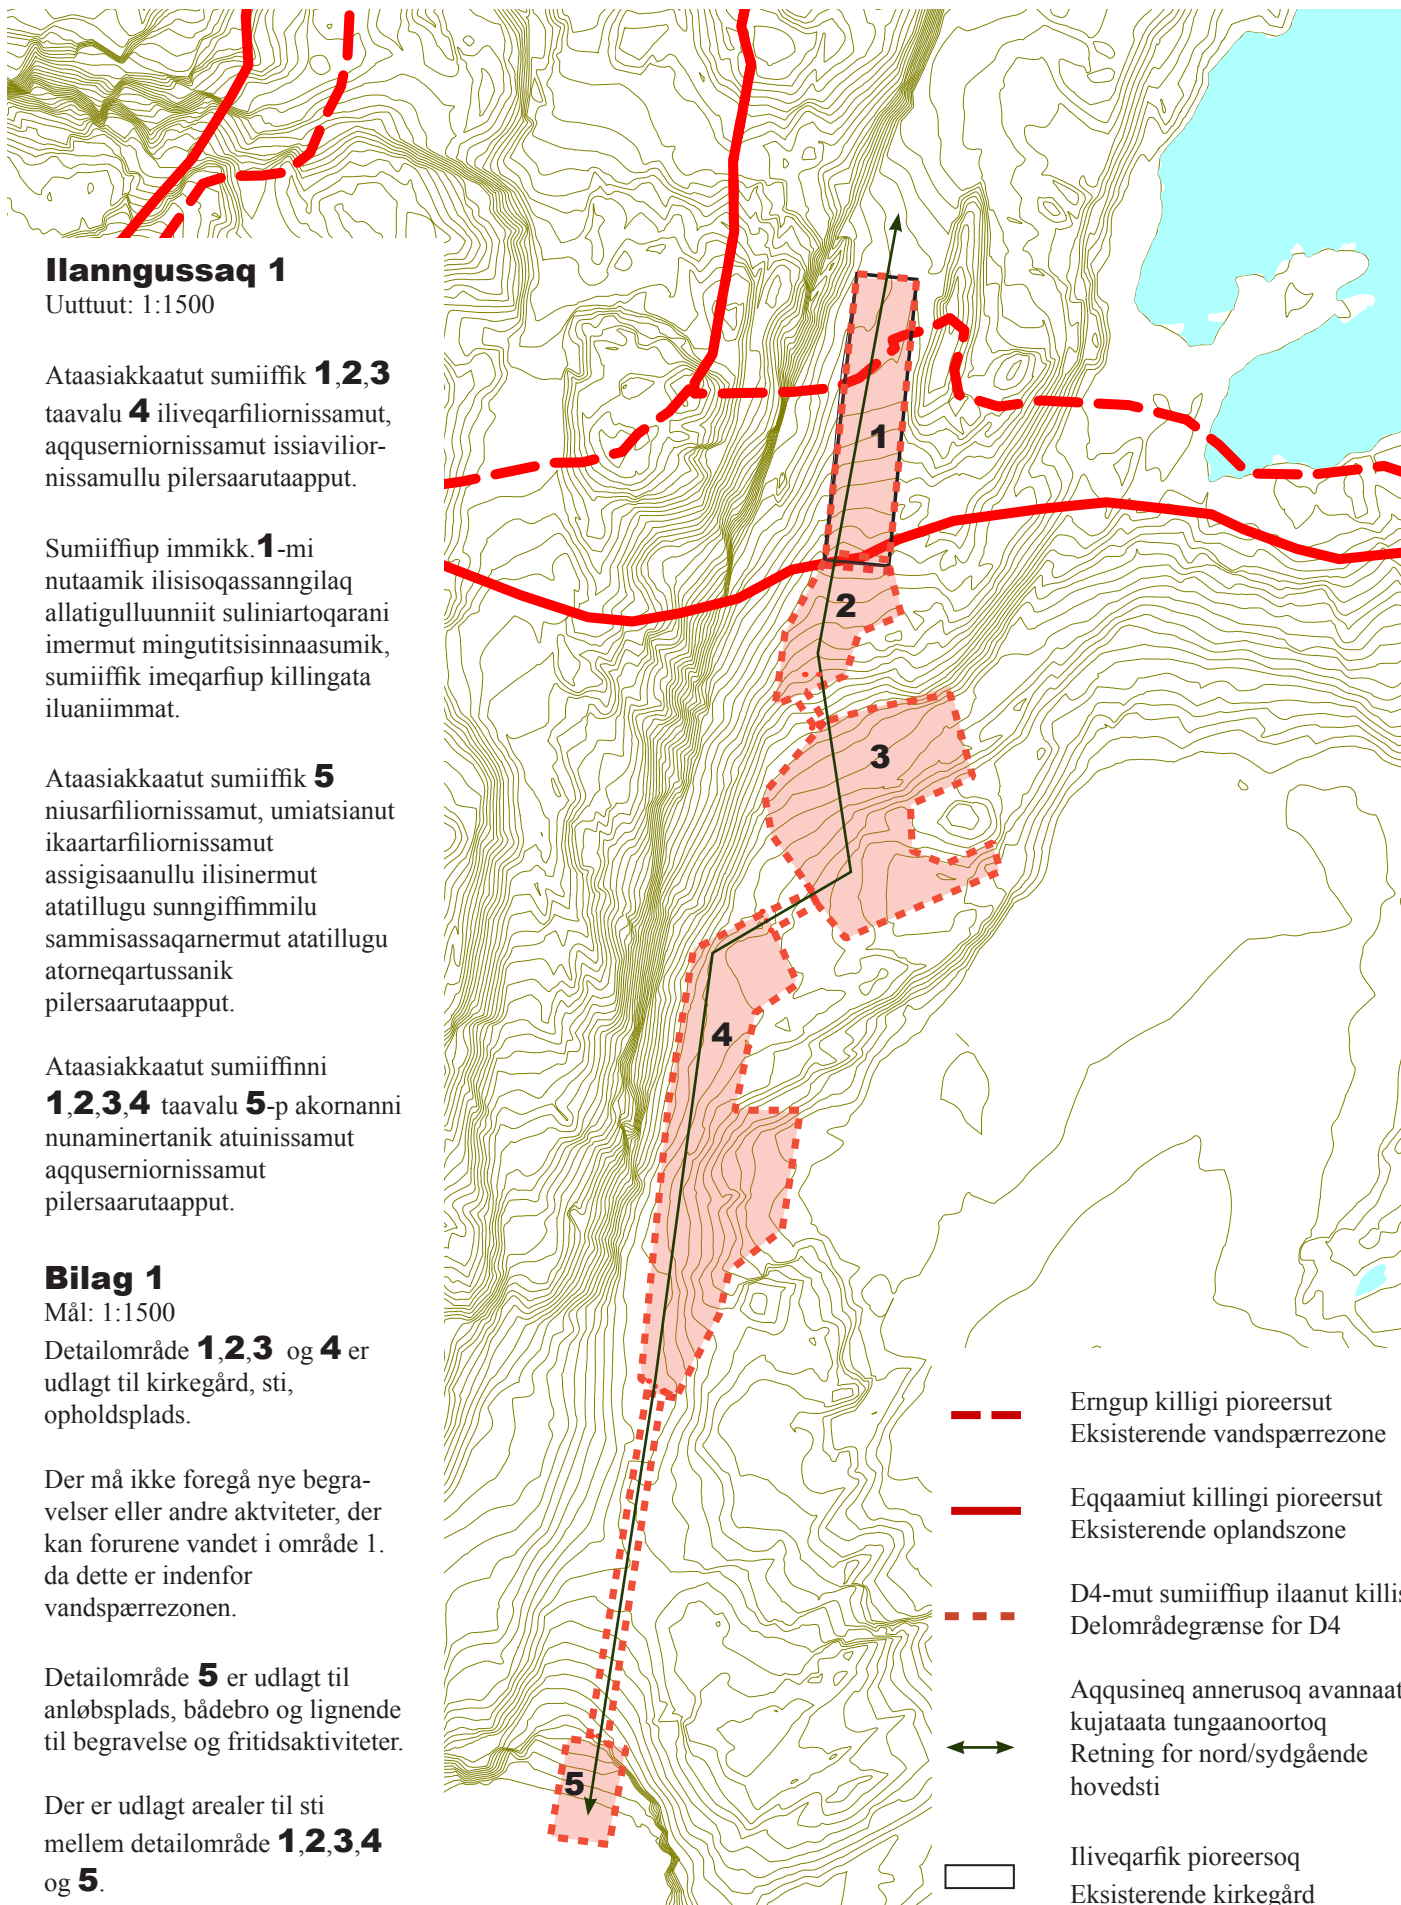 Ilanngussaq 1
Uuttuut: 1:1500
Ataasiakkaatut sumiiffik 1,2,3
taavalu 4 iliveqarfiliornissamut,
aqquserniornissamut issiavilior-
nissamullu pilersaarutaapput.
Sumiiffiup immikk.1-mi
nutaamik ilisisoqassanngilaq
allatigulluunniit suliniartoqarani
imermut mingutitsisinnaasumik,
sumiiffik imeqarfiup killingata
iluaniimmat.
Ataasiakkaatut sumiiffik 5
niusarfiliornissamut, umiatsianut
ikaartarfiliornissamut
assigisaanullu ilisinermut
atatillugu sunngiffimmilu
sammisassaqarnermut atatillugu
atorneqartussanik
pilersaarutaapput.
Ataasiakkaatut sumiiffinni
1,2,3,4 taavalu 5-p akornanni
nunaminertanik atuinissamut
aqquserniornissamut
pilersaarutaapput.
Bilag 1
Mål: 1:1500
Detailområde 1,2,3 og 4 er
udlagt til kirkegård, sti,
opholdsplads.
Der må ikke foregå nye begra-
velser eller andre aktviteter, der
kan forurene vandet i område 1.
da dette er indenfor
vandspærrezonen.
Detailområde 5 er udlagt til
anløbsplads, bådebro og lignende
til begravelse og fritidsaktiviteter.
Der er udlagt arealer til sti
mellem detailområde 1,2,3,4
og 5.
1
2
3
4
5
Erngup killigi pioreersut
Eksisterende vandspærrezone
Eqqaamiut killingi pioreersut
Eksisterende oplandszone
D4-mut sumiiffiup ilaanut killis
Delområdegrænse for D4
Aqqusineq annerusoq avannaat
kujataata tungaanoortoq
Retning for nord/sydgående
hovedsti
Iliveqarfik pioreersoq
Eksisterende kirkegård